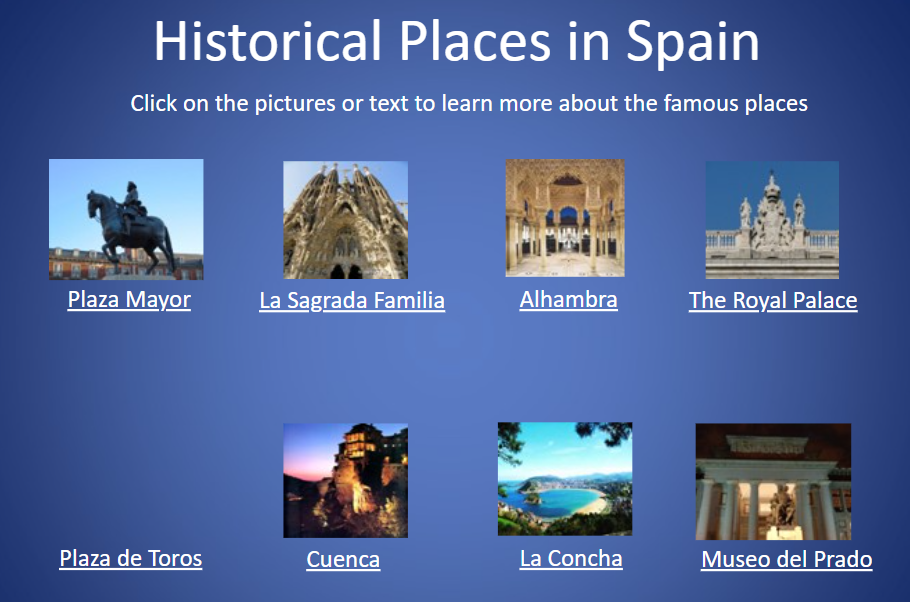 Historical Places in Spain
Click on the pictures or text to learn more about the famous places
Plaza Mayor
La Sagrada Familia
Alhambra
The Royal Palace
Plaza de Toros
Cuenca
La Concha
Museo del Prado